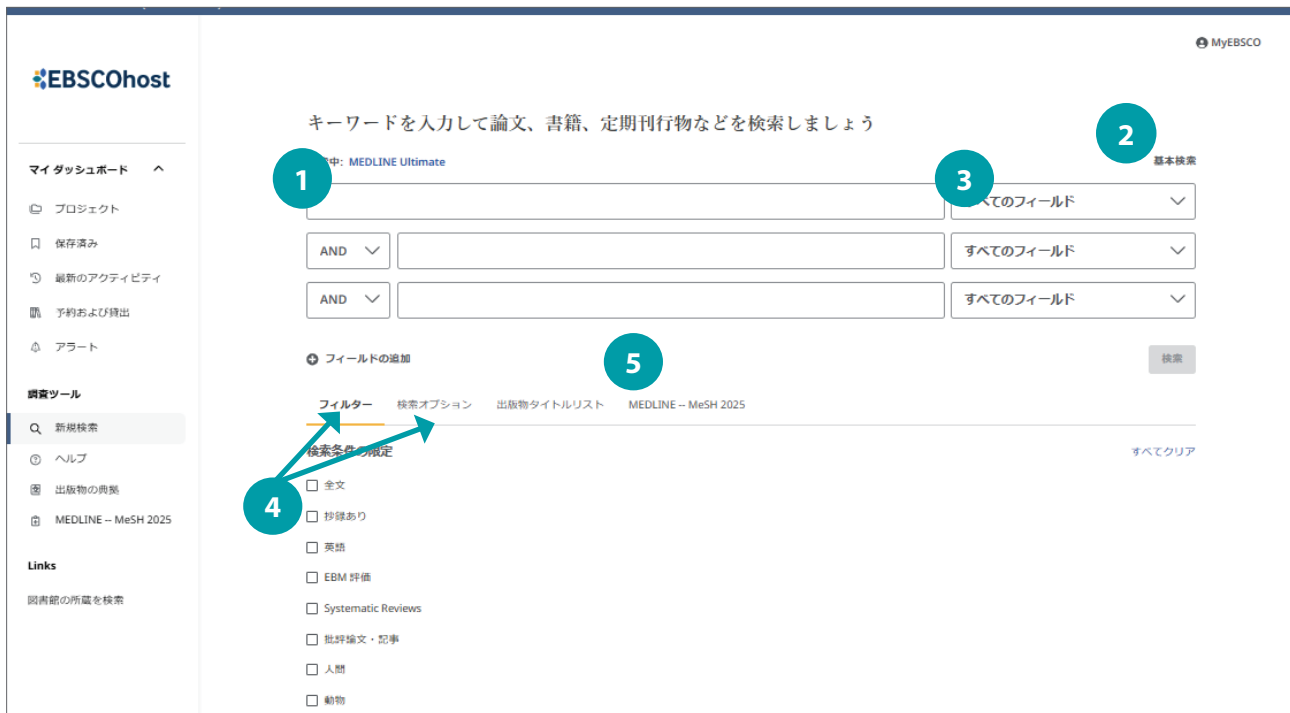 MyEBSCO
EBSCOhost
キーワードを入力して論文、書籍、定期刊行物などを検索しましょう
2
中: MEDLINE Ultimate
基本検索
マイ ダッシュボード
1
3
べてのフィールド
プロジェクト
保存済み
AND
すべてのフィールド
最新のアクティビティ
AND
すべてのフィールド
予約および貸出
アラート
フィールドの追加
5
検索
調査ツール
フィルター 検索オプション 出版物タイトルリスト MEDLINE -- MeSH 2025
新規検索
検索条件の限定
すべてクリア
ヘルプ
全文
出版物の典拠
4
抄録あり
MEDLINE -- MeSH 2025
英語
Links
EBM 評価
図書館の所蔵を検索
Systematic Reviews
批評論文・記事
人間
動物